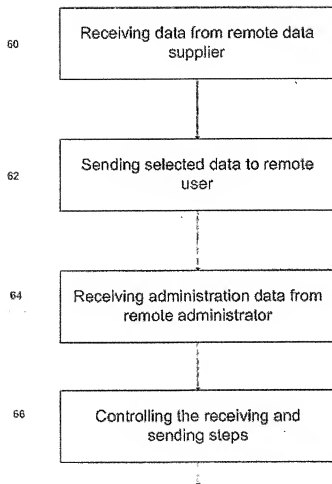 60
Receiving data from remote data
supplier
62
Sending selected data to remote
user
64
Receiving administration data from
remote administrator
66
Controlling the receiving and
sending steps